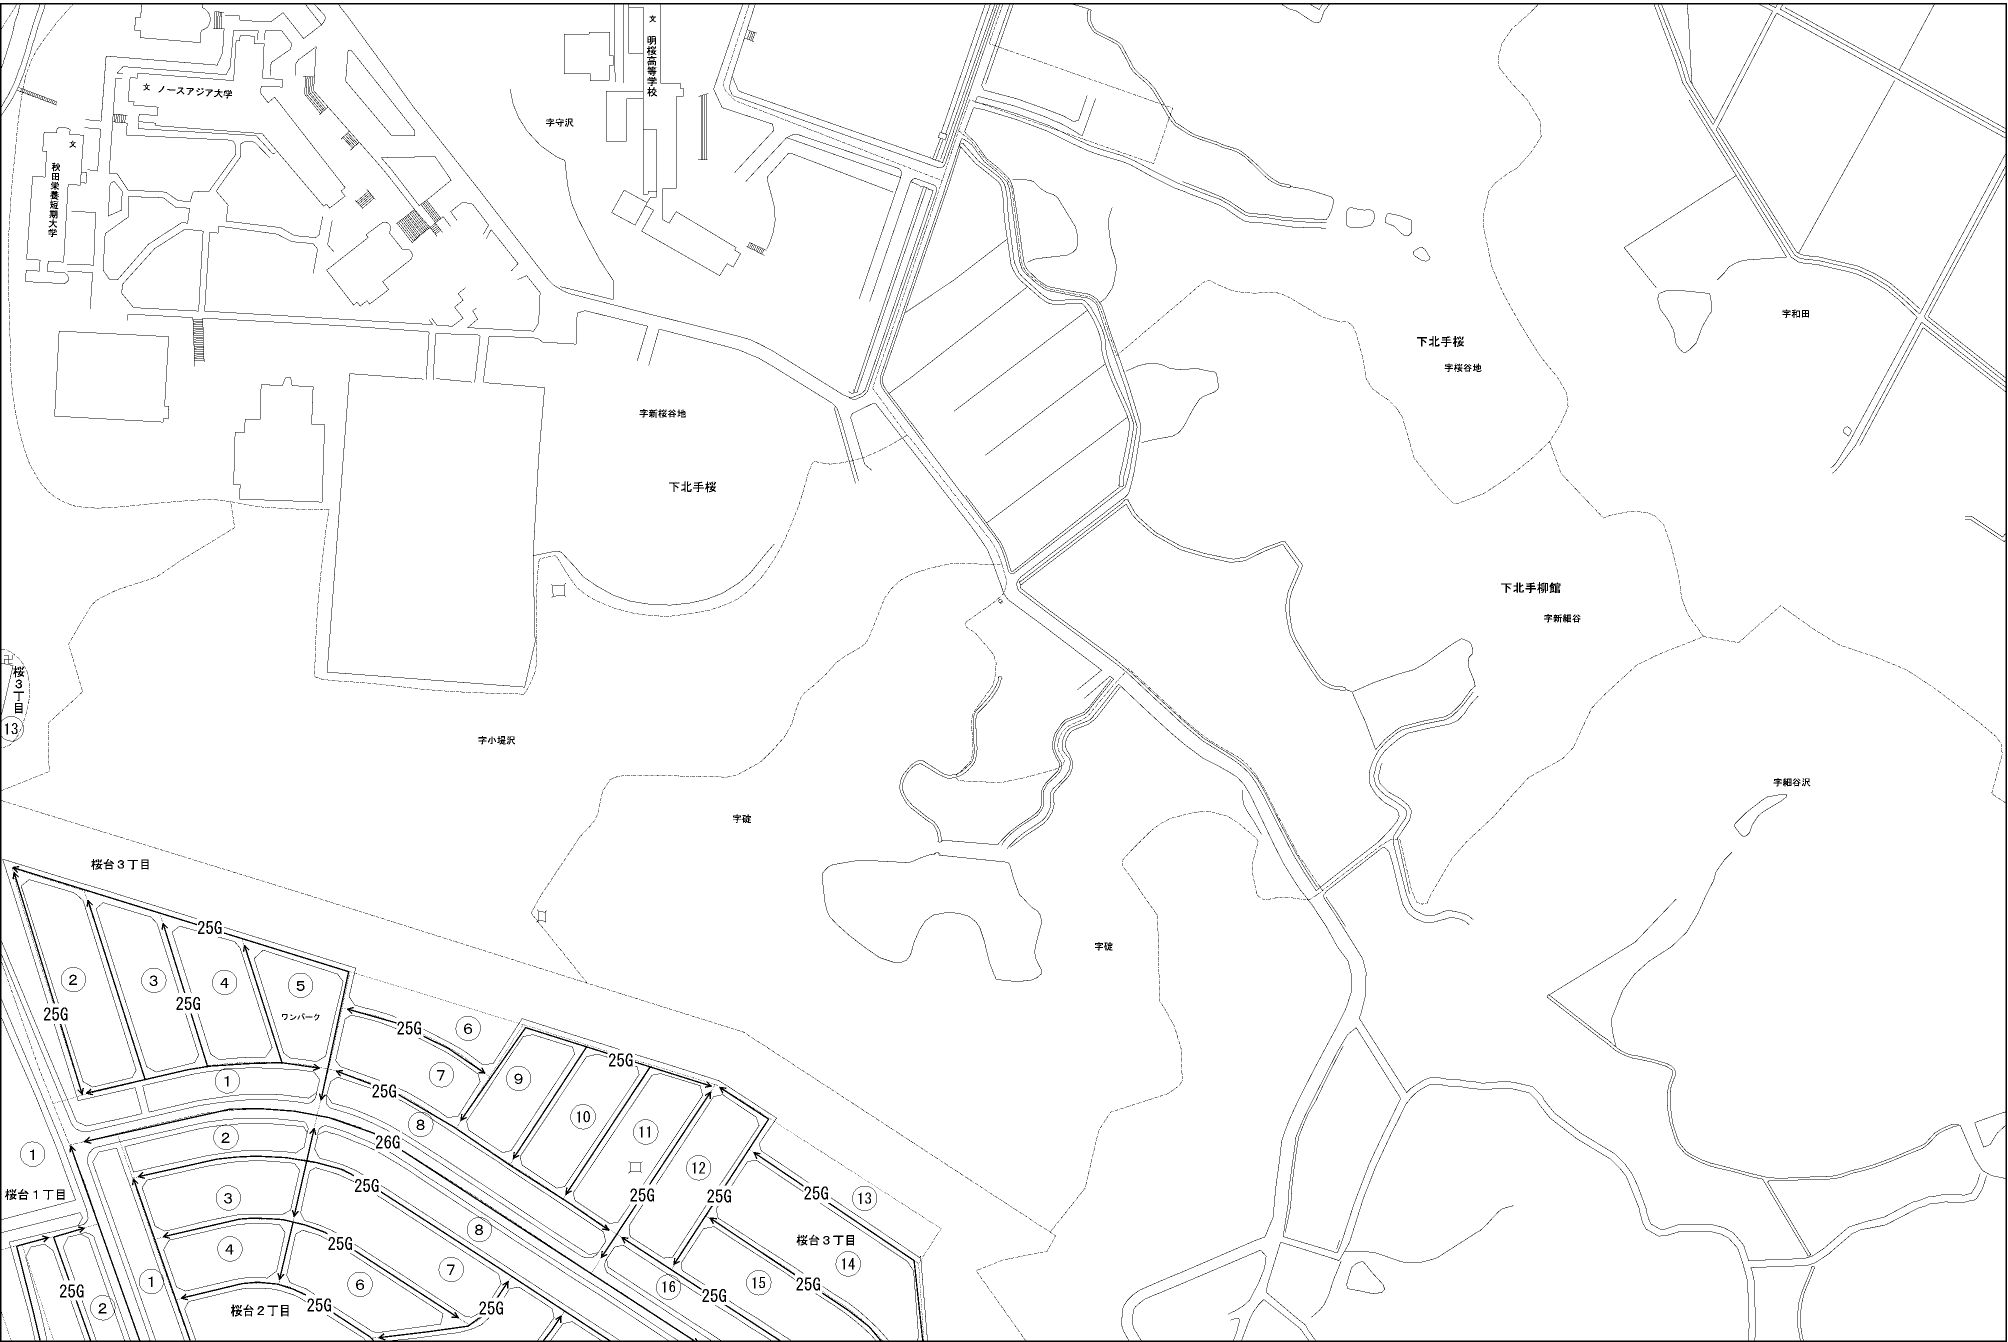 文
明桜高等学校
文 ノースアジア大学
字守沢
文
秋田栄養短期大学
字和田
下北手桜
字桜谷地
字新桜谷地
下北手桜
下北手柳館
字新細谷
卍
桜3丁目
13
字小堤沢
字細谷沢
字碇
桜台3丁目
字碇
25G
2
3
4
5
ワンパーク
25G
25G
25G
6
25G
7
9
1
25G
8
10
11
26G
2
12
1
桜台1丁目
3
25G
25G
25G
25G
13
8
桜台3丁目
14
4
25G
7
6
16
15
25G
25G
1
2
25G
桜台2丁目
25G
25G